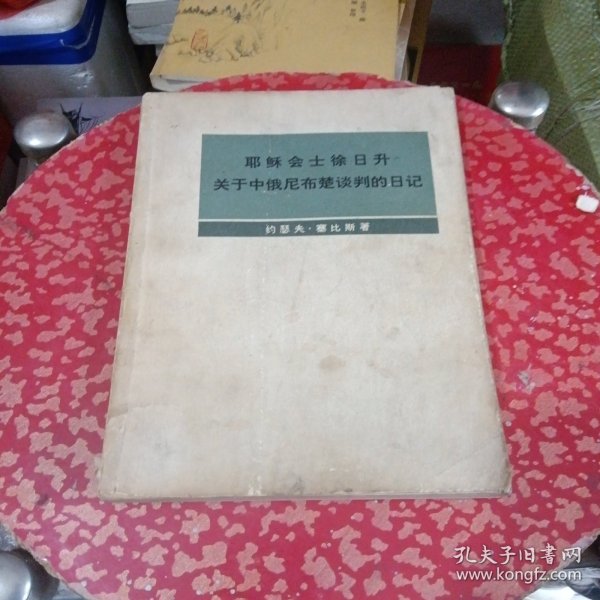 耶稣会士徐日升
关于中俄尼布楚谈判的日记
约瑟夫·塞比斯著
孔夫子旧書网
www.kongfz.com